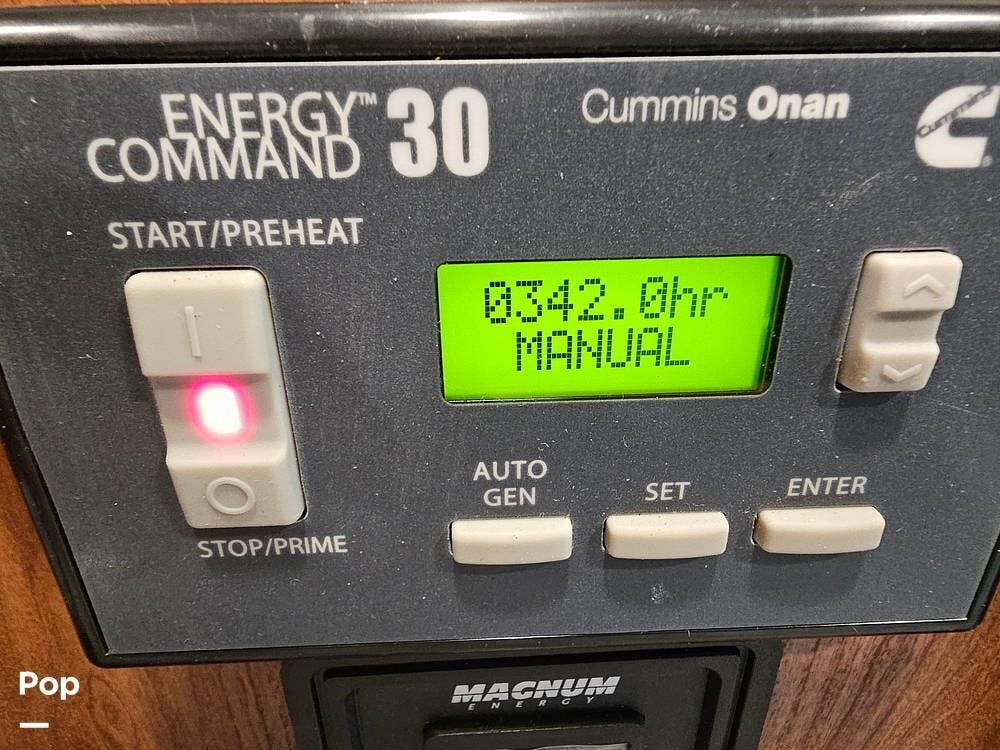 ENERGY™
COMMAND 30
Cummins Onan
Cummins
START/PREHEAT
0342.0hr
MANUAL
AUTO
GEN
SET
ENTER
STOP/PRIME
Pop
MAGNUM
ENERGY